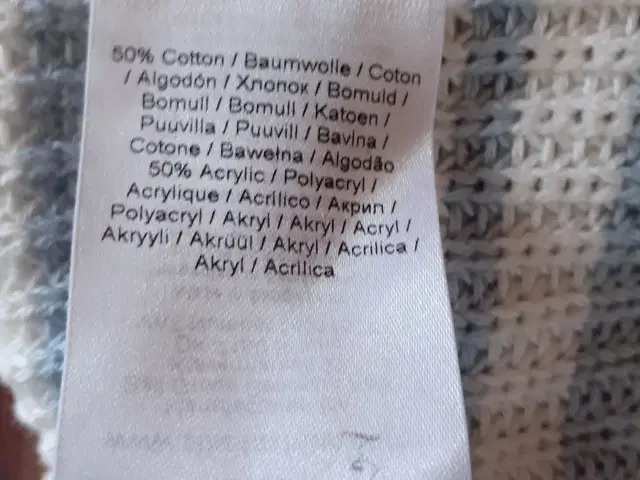 50% Cotton / Baumwolle / Coton
/ Algodón / Хлопок / Bomuld /
Bomull / Bomull / Katoen /
Puuvilla / Puuvill / Bavlna /
Cotone / Bawełna / Algodão
50% Acrylic / Polyacryl /
Acrylique / Acrílico / Акрил /
Polyacryl / Akryl / Akryl / Acryl /
Akryyli / Akrüül / Akryl / Acrilica /
Akryl / Acrílica